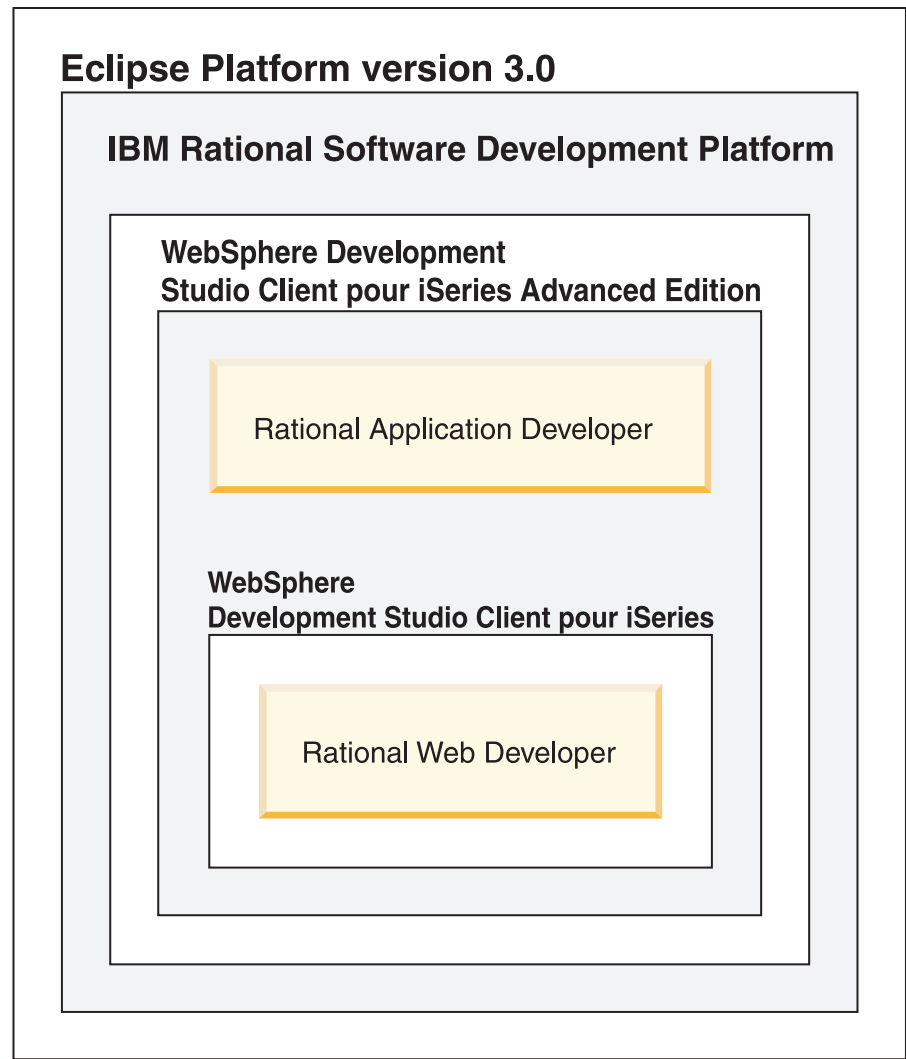 Eclipse Platform version 3.0
IBM Rational Software Development Platform
WebSphere Development
Studio Client pour iSeries Advanced Edition
Rational Application Developer
WebSphere
Development Studio Client pour iSeries
Rational Web Developer